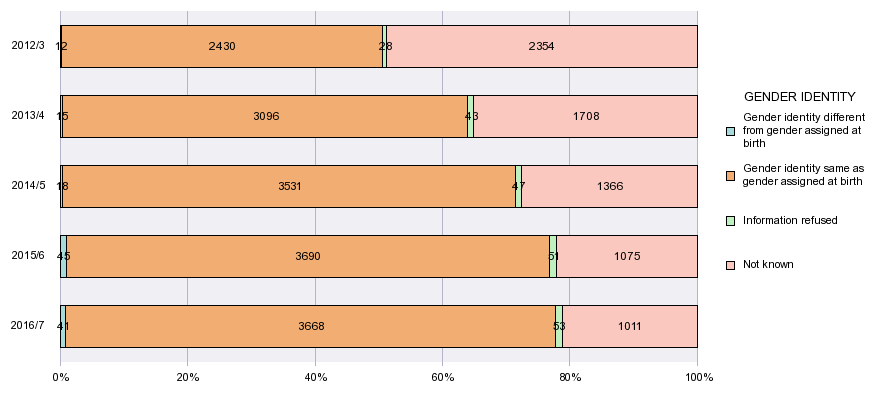 2012/3 12 2430 28 2354
2013/4 15 3096 43 1708
2014/5 18 3531 47 1366
2015/6 45 3690 51 1075
2016/7 41 3668 53 1011
0% 20% 40% 60% 80% 100%
GENDER IDENTITY
Gender identity different
from gender assigned at
birth
Gender identity same as
gender assigned at birth
Information refused
Not known